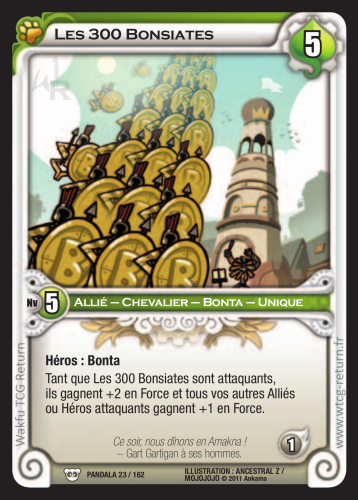 Les 300 Bonsiates
5
R
Nv 5
Allié – Chevalier – Bonta – Unique
Héros : Bonta
Tant que Les 300 Bonsiates sont attaquants,
ils gagnent +2 en Force et tous vos autres Alliés
ou Héros attaquants gagnent +1 en Force.
Ce soir, nous dînons en Amakna !
– Gart Gartigan à ses hommes.
1
Wakfu TCG Return
www.wtcg-return.fr
PANDALA 23 / 162
ILLUSTRATION : ANCESTRAL Z /
MOJOJOJO © 2011 Ankama